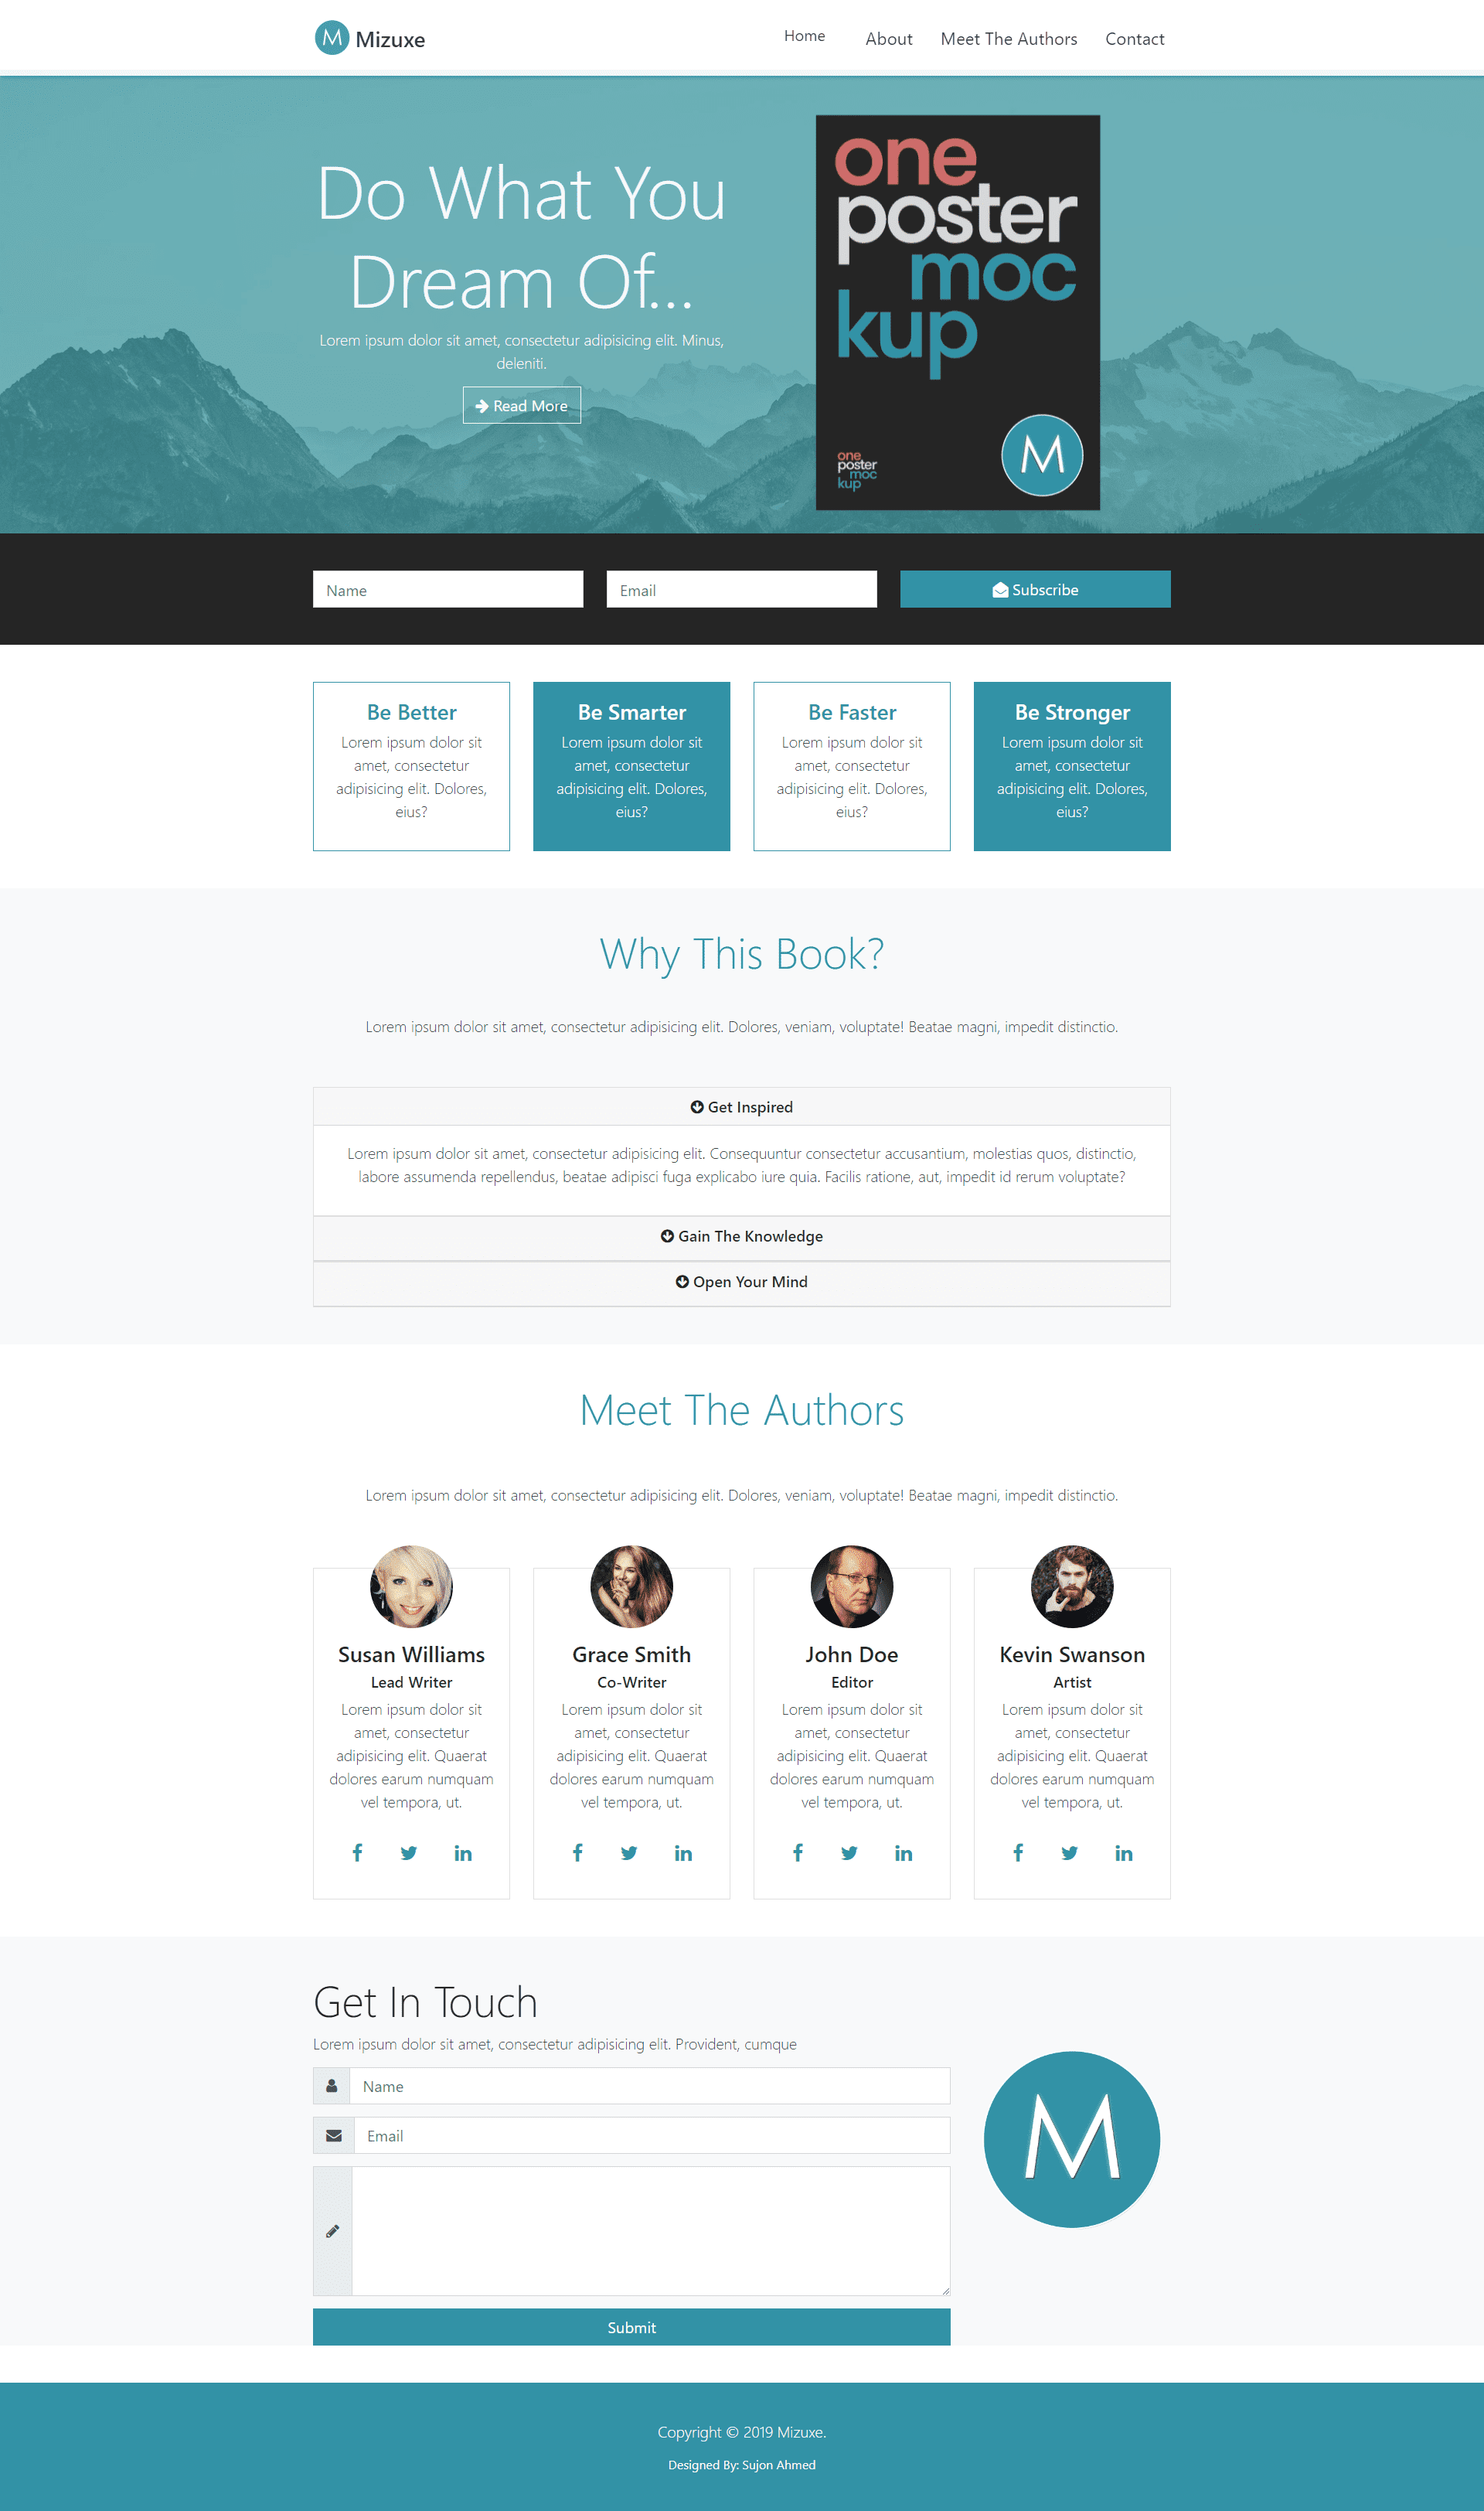 M Mizuxe
Home About Meet The Authors Contact
Do What You
Dream Of...
Lorem ipsum dolor sit amet, consectetur adipisicing elit. Minus,
deleniti.
Read More
one
poster
moc
kup
one
poster
moc
kup
M
Name
Email
Subscribe
Be Better
Lorem ipsum dolor sit
amet, consectetur
adipisicing elit. Dolores,
eius?
Be Smarter
Lorem ipsum dolor sit
amet, consectetur
adipisicing elit. Dolores,
eius?
Be Faster
Lorem ipsum dolor sit
amet, consectetur
adipisicing elit. Dolores,
eius?
Be Stronger
Lorem ipsum dolor sit
amet, consectetur
adipisicing elit. Dolores,
eius?
Why This Book?
Lorem ipsum dolor sit amet, consectetur adipisicing elit. Dolores, veniam, voluptate! Beatae magni, impedit distinctio.
Get Inspired
Lorem ipsum dolor sit amet, consectetur adipisicing elit. Consequuntur consectetur accusantium, molestias quos, distinctio,
labore assumenda repellendus, beatae adipisci fuga explicabo iure quia. Facilis ratione, aut, impedit id rerum voluptate?
Gain The Knowledge
Open Your Mind
Meet The Authors
Lorem ipsum dolor sit amet, consectetur adipisicing elit. Dolores, veniam, voluptate! Beatae magni, impedit distinctio.
Susan Williams
Lead Writer
Lorem ipsum dolor sit
amet, consectetur
adipisicing elit. Quaerat
dolores earum numquam
vel tempora, ut.
Grace Smith
Co-Writer
Lorem ipsum dolor sit
amet, consectetur
adipisicing elit. Quaerat
dolores earum numquam
vel tempora, ut.
John Doe
Editor
Lorem ipsum dolor sit
amet, consectetur
adipisicing elit. Quaerat
dolores earum numquam
vel tempora, ut.
Kevin Swanson
Artist
Lorem ipsum dolor sit
amet, consectetur
adipisicing elit. Quaerat
dolores earum numquam
vel tempora, ut.
Get In Touch
Lorem ipsum dolor sit amet, consectetur adipisicing elit. Provident, cumque
Name
Email
Submit
M
Copyright © 2019 Mizuxe.
Designed By: Sujon Ahmed